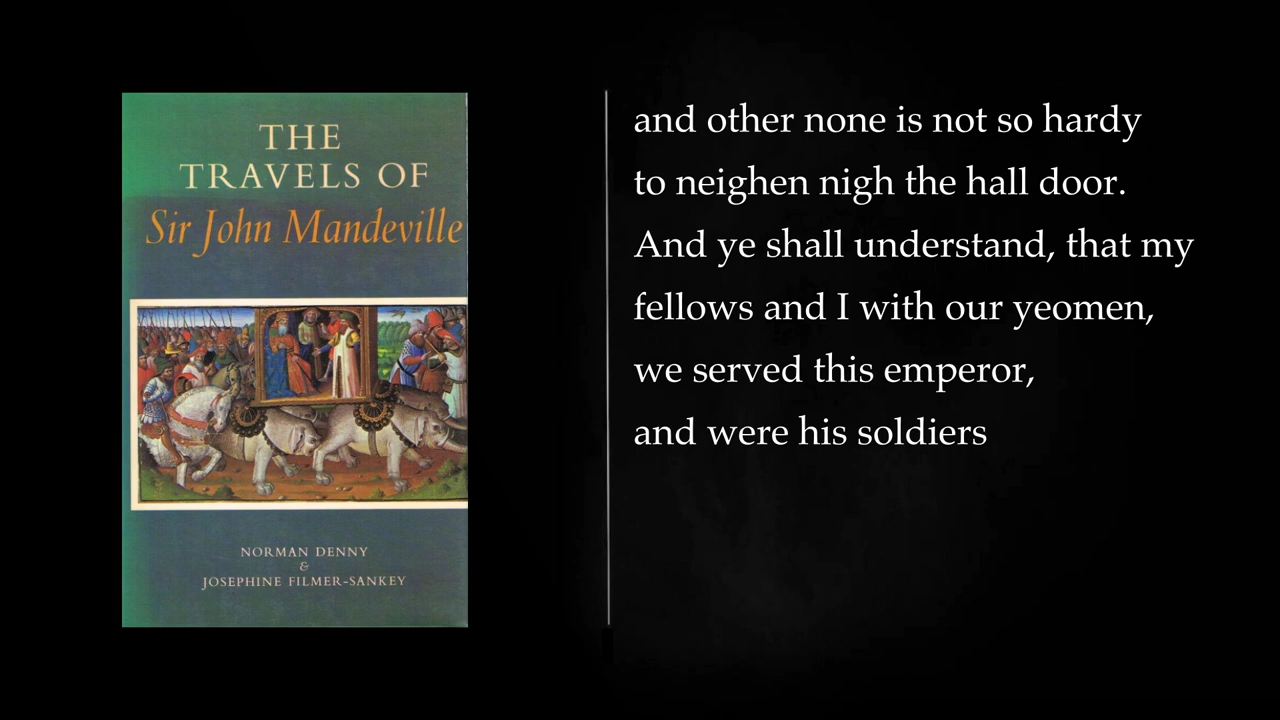 THE
TRAVELS OF
Sir John Mandeville
NORMAN DENNY
&
JOSEPHINE FILMER-SANKEY
and other none is not so hardy
to neighen nigh the hall door.
And ye shall understand, that my
fellows and I with our yeomen,
we served this emperor,
and were his soldiers